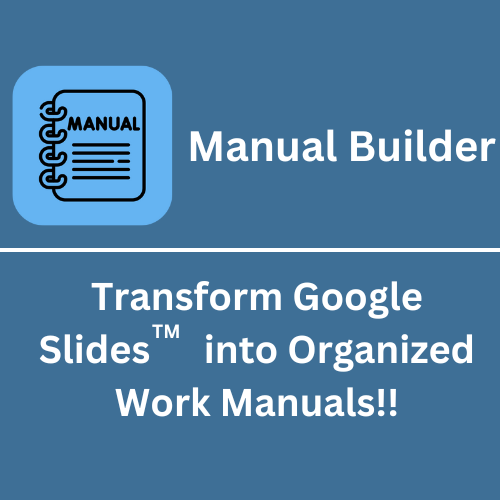 MANUAL
Manual Builder
Transform Google
Slides™ into Organized
Work Manuals!!